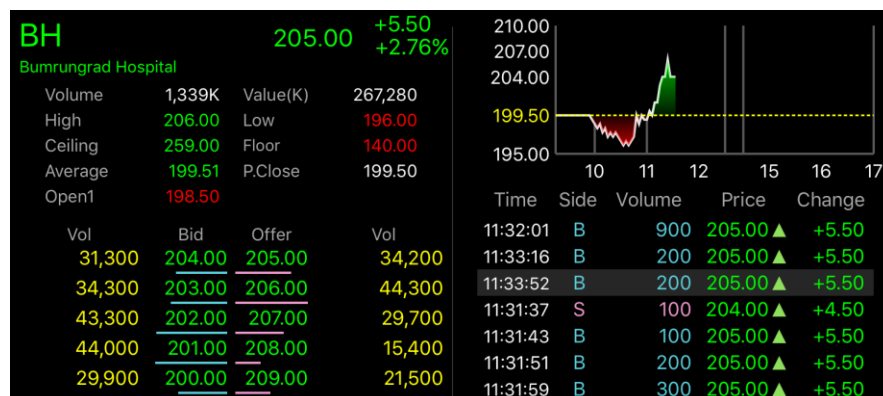 BH 205.00 +5.50
+2.76%
Bumrungrad Hospital
Volume 1,339K Value(K) 267,280
High 206.00 Low 196.00
Ceiling 259.00 Floor 140.00
Average 199.51 P.Close 199.50
Open1 198.50
Vol Bid Offer Vol
31,300 204.00 205.00 34,200
34,300 203.00 206.00 44,300
43,300 202.00 207.00 29,700
44,000 201.00 208.00 15,400
29,900 200.00 209.00 21,500
210.00
207.00
204.00
199.50
195.00
10 11 12 15 16 17
Time Side Volume Price Change
11:32:01 B 900 205.00▲ +5.50
11:33:16 B 200 205.00▲ +5.50
11:33:52 B 200 205.00▲ +5.50
11:31:37 S 100 204.00▲ +4.50
11:31:43 B 100 205.00▲ +5.50
11:31:51 B 200 205.00▲ +5.50
11:31:59 B 300 205.00▲ +5.50